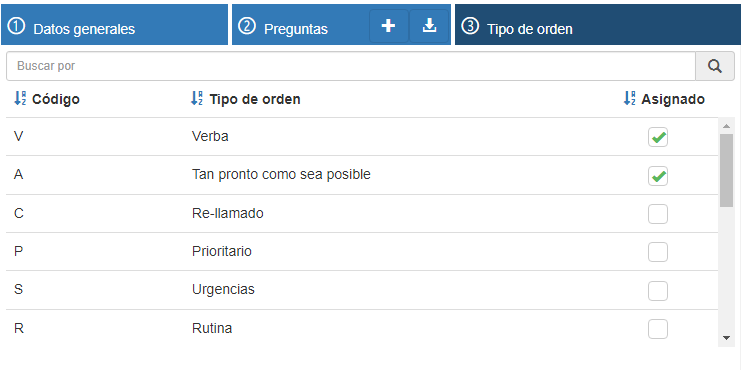 1 Datos generales 2 Preguntas 3 Tipo de orden
Buscar por
Código Tipo de orden Asignado
V Verba
A Tan pronto como sea posible
C Re-llamado
P Prioritario
S Urgencias
R Rutina